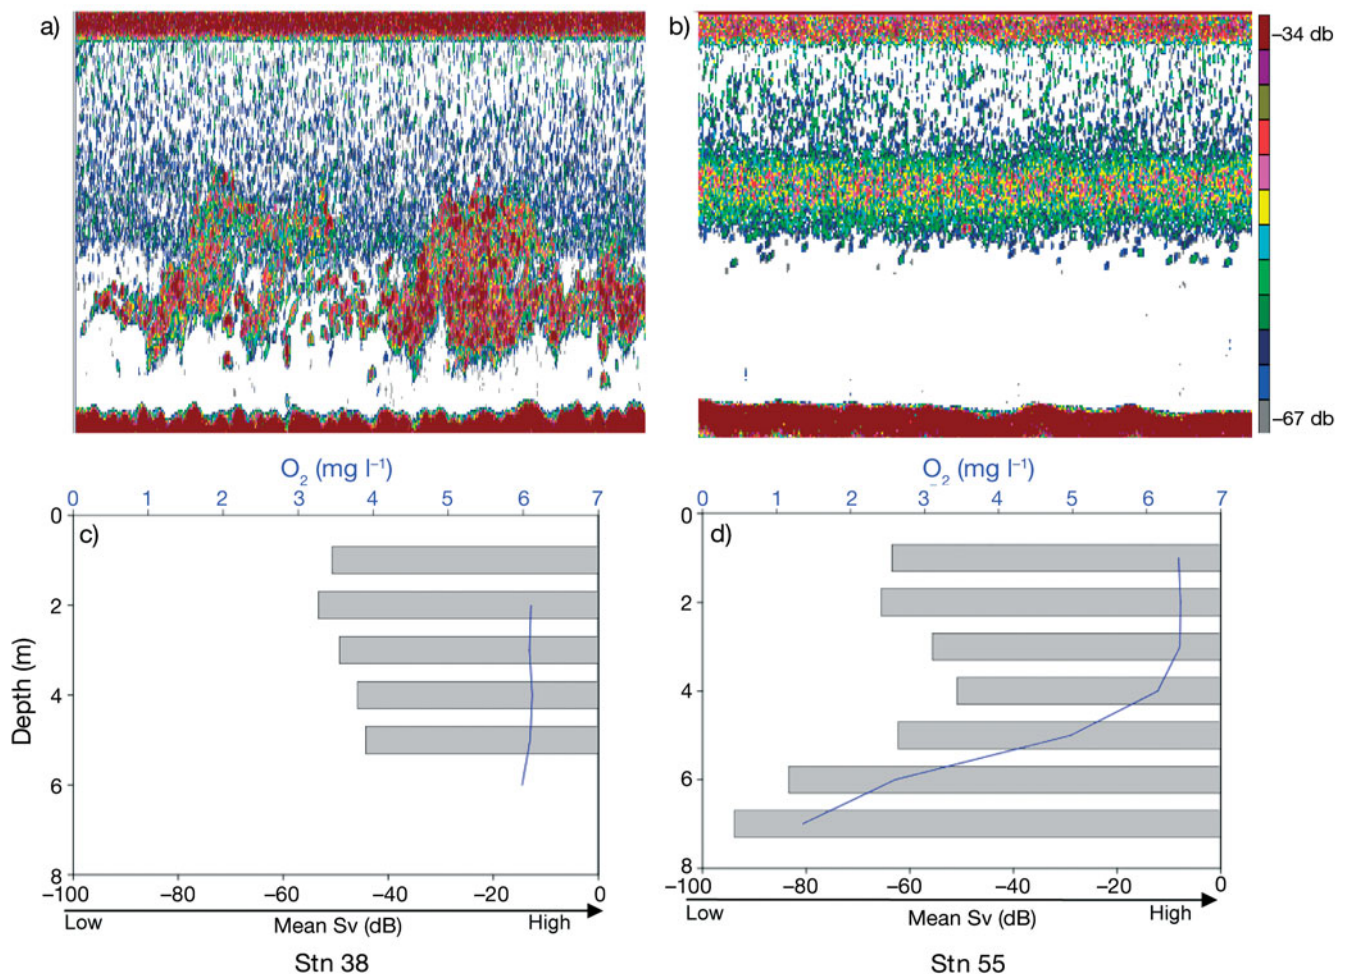 a)
b)
–34 db
–67 db
O2 (mg l–1)
0 1 2 3 4 5 6 7
O2 (mg l–1)
0 1 2 3 4 5 6 7
c)
d)
Depth (m)
0
2
4
6
8
0
2
4
6
8
–100 –80 –60 –40 –20 0
–100 –80 –60 –40 –20 0
Low Mean Sv (dB) High
Low Mean Sv (dB) High
Stn 38
Stn 55